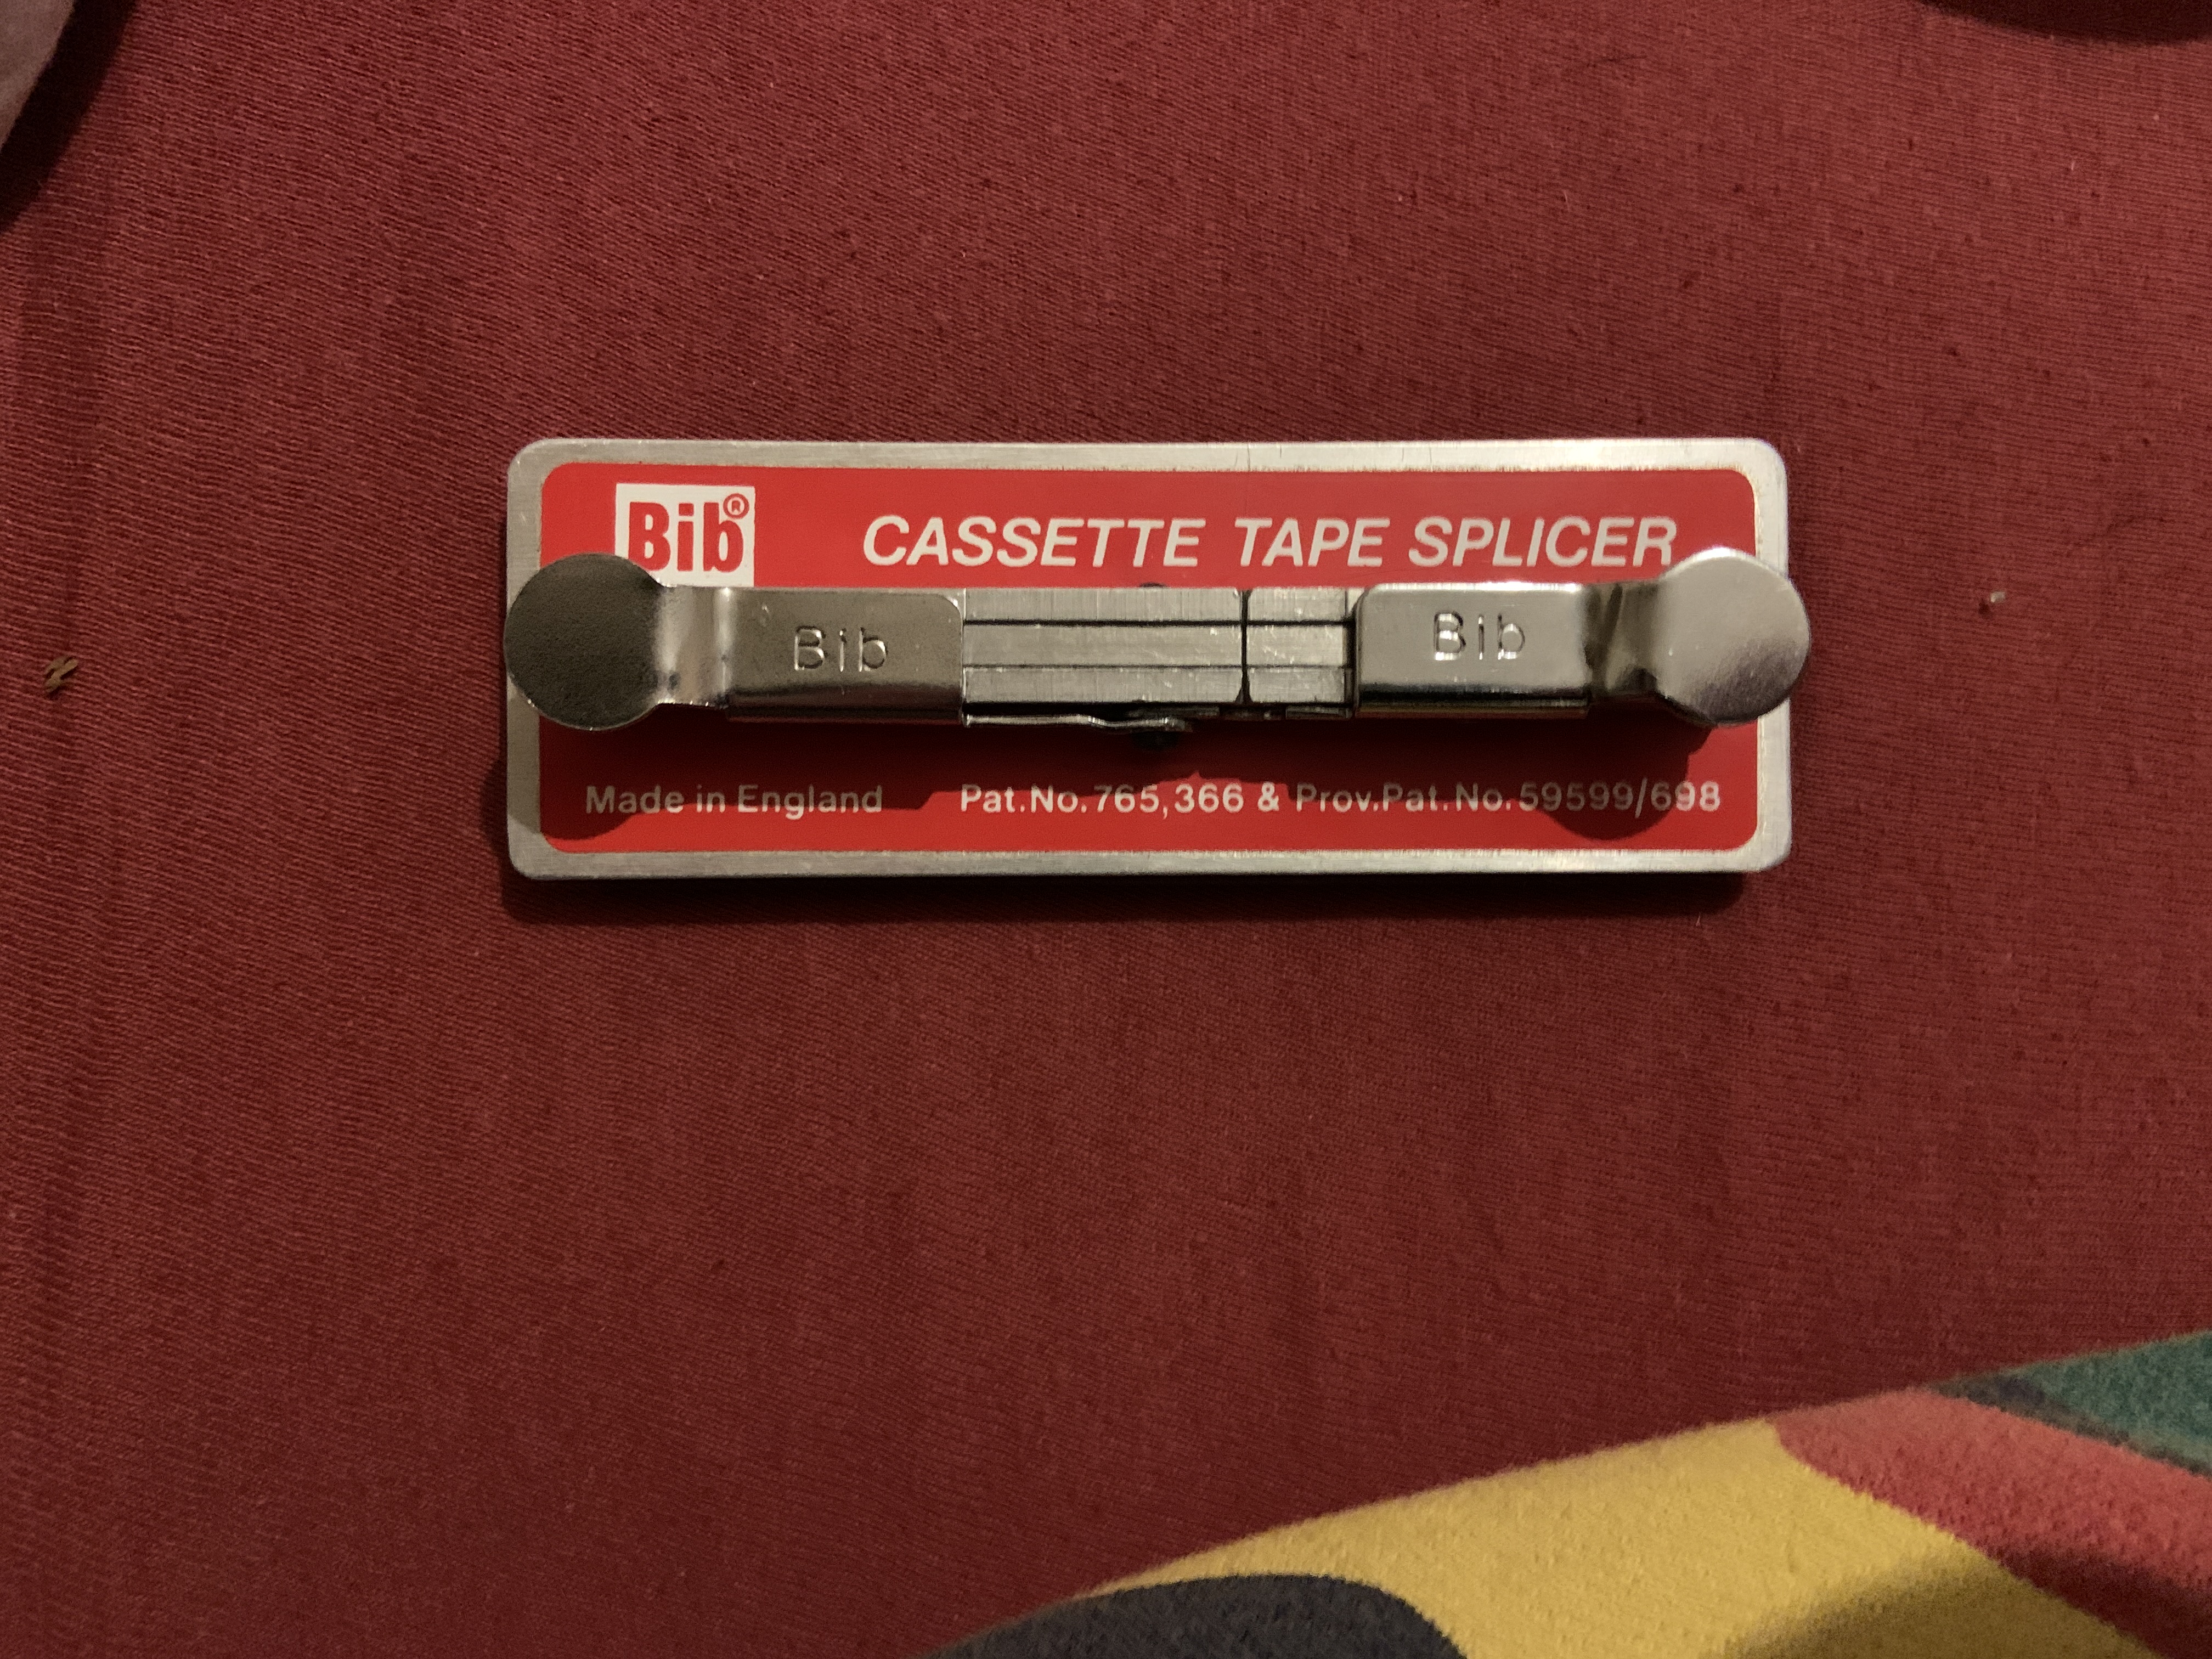 Bib®
CASSETTE TAPE SPLICER
Bib
Bib
Made in England Pat.No.765,366 & Prov.Pat.No.59599/698